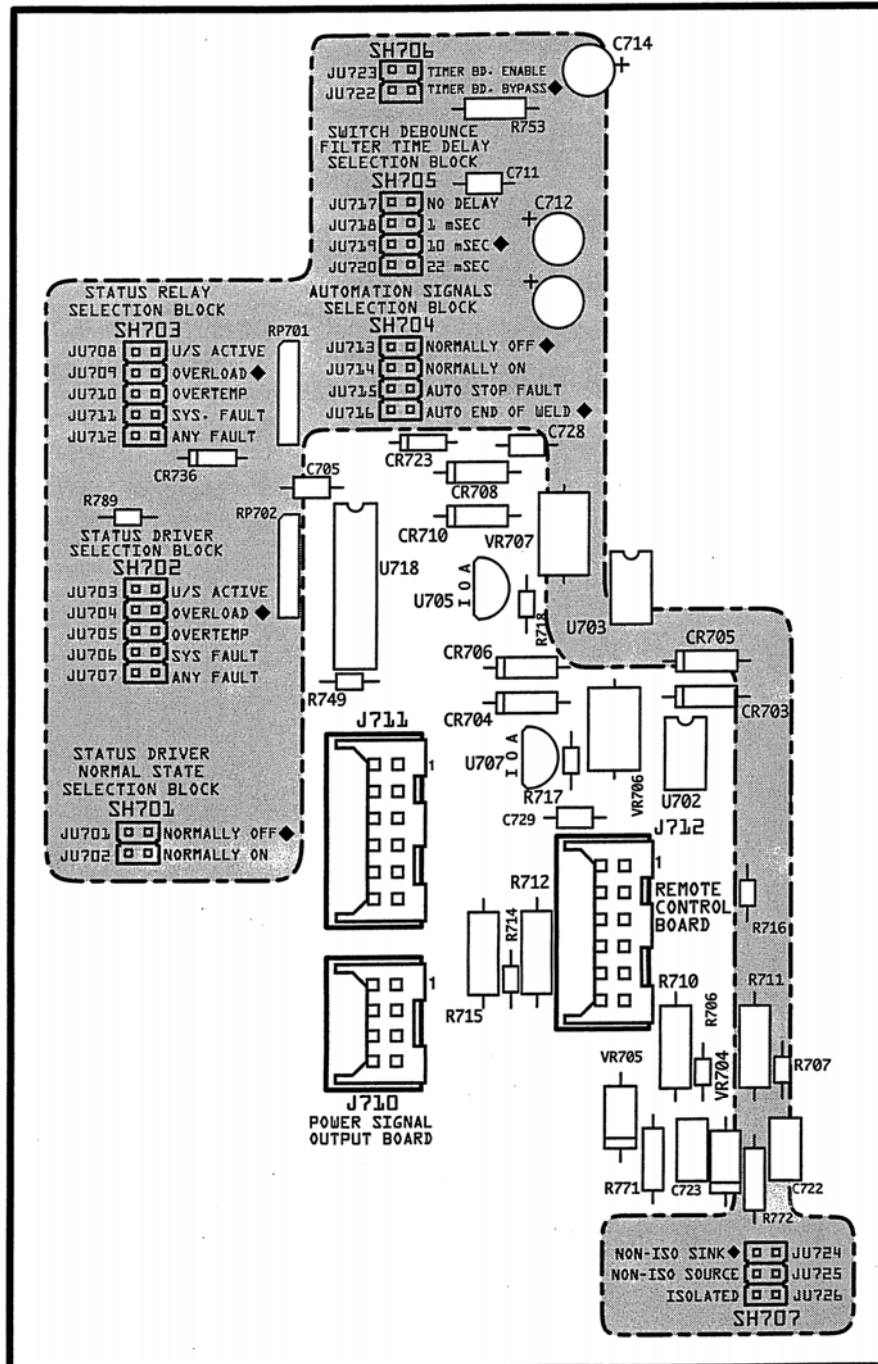 C714
+
SH706
JU723 TIMER BD. ENABLE
JU722 TIMER BD. BYPASS◆
R753
SWITCH DEBOUNCE
FILTER TIME DELAY
SELECTION BLOCK
C711
SH705
JU717 NO DELAY
JU718 1 mSEC
JU719 10 mSEC◆
JU720 22 mSEC
C712
+
+
AUTOMATION SIGNALS
SELECTION BLOCK
SH704
JU713 NORMALLY OFF◆
JU714 NORMALLY ON
JU715 AUTO STOP FAULT
JU716 AUTO END OF WELD◆
STATUS RELAY
SELECTION BLOCK
SH703
RP701
JU708 U/S ACTIVE
JU709 OVERLOAD◆
JU710 OVERTEMP
JU711 SYS. FAULT
JU712 ANY FAULT
CR736
R789
STATUS DRIVER
SELECTION BLOCK
SH702
RP702
JU703 U/S ACTIVE
JU704 OVERLOAD◆
JU705 OVERTEMP
JU706 SYS FAULT
JU707 ANY FAULT
STATUS DRIVER
NORMAL STATE
SELECTION BLOCK
SH701
JU701 NORMALLY OFF◆
JU702 NORMALLY ON
C705
CR723
C728
CR708
CR710
VR707
U718
I O A
U705
R718
U703
CR706
CR705
R749
CR704
CR703
J711
1
I O A
U707
R717
VR706
U702
C729
J712
1
REMOTE
CONTROL
BOARD
R712
R714
R715
R716
R710
R706
R711
J710
1
POWER SIGNAL
OUTPUT BOARD
VR705
VR704
R707
R771
C723
R772
C722
NON-ISO SINK◆ JU724
NON-ISO SOURCE JU725
ISOLATED JU726
SH707